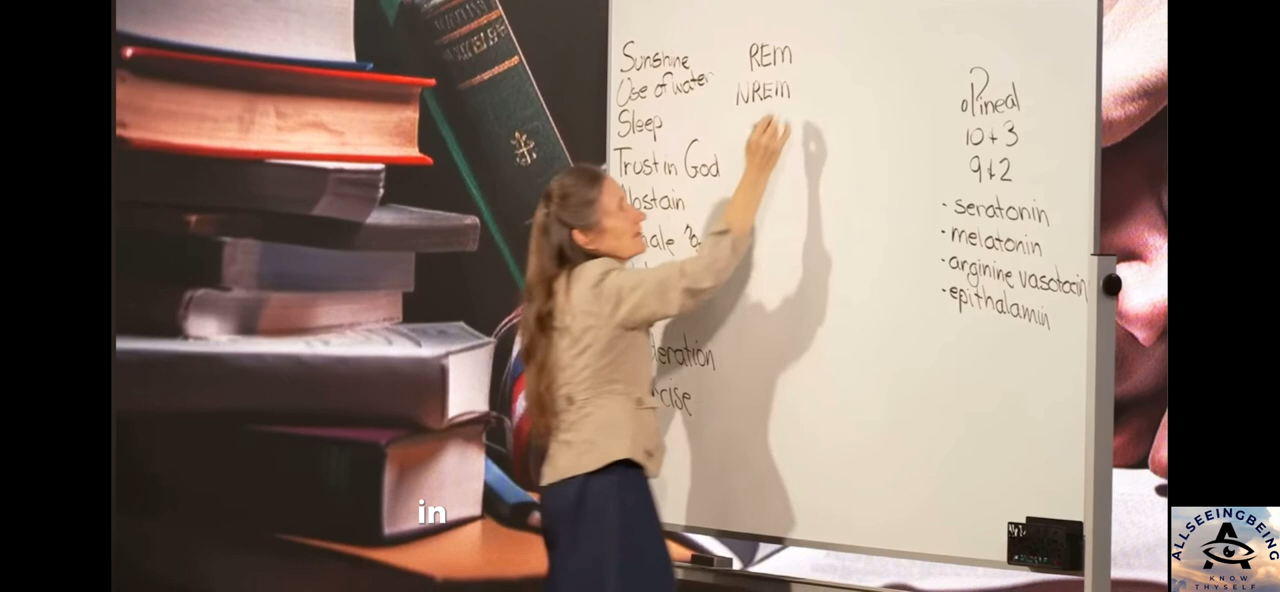 Sunshine
Use of water
Sleep
Trust in God
Abstain
REM
NREM
Pineal
10 + 3
9 & 2
· seratonin
· melatonin
· arginine vasotocin
· epithalamin
in
ALLSEEINGBEING
KNOW
THYSELF